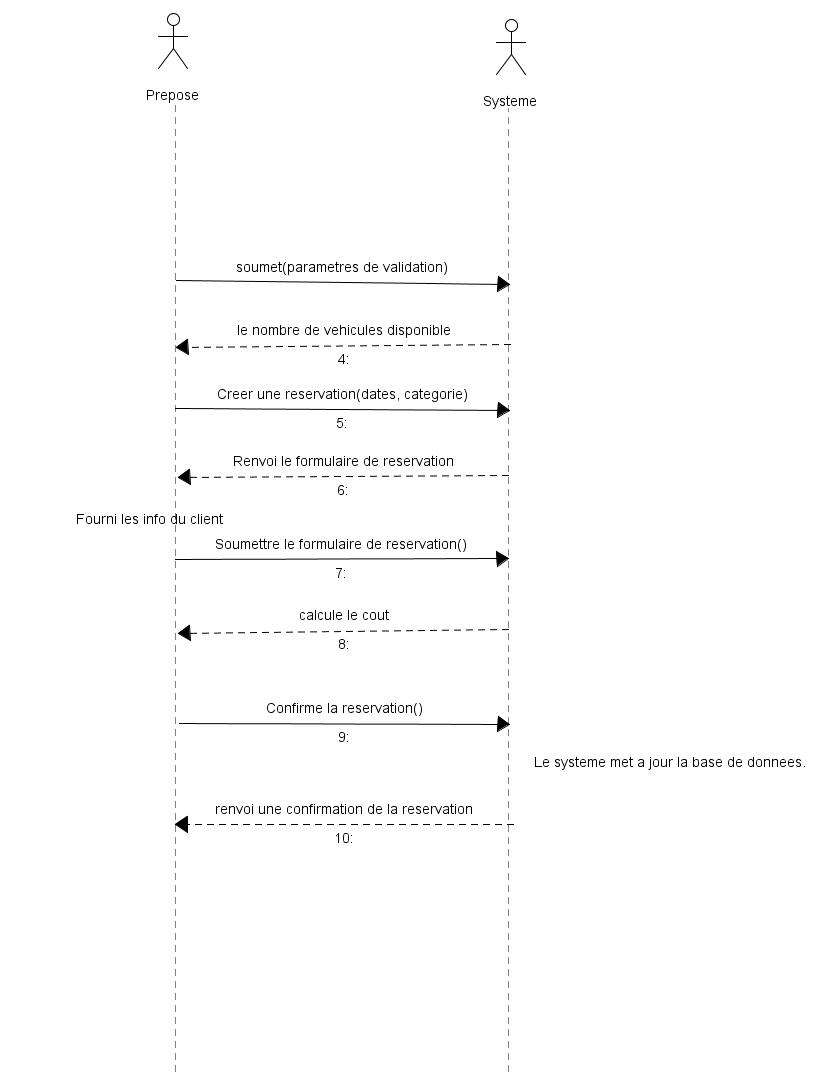 Prepose
Systeme
soumet(parametres de validation)
le nombre de vehicules disponible
4:
Creer une reservation(dates, categorie)
5:
Renvoi le formulaire de reservation
6:
Fourni les info du client
Soumettre le formulaire de reservation()
7:
calcule le cout
8:
Confirme la reservation()
9:
Le systeme met a jour la base de donnees.
renvoi une confirmation de la reservation
10: